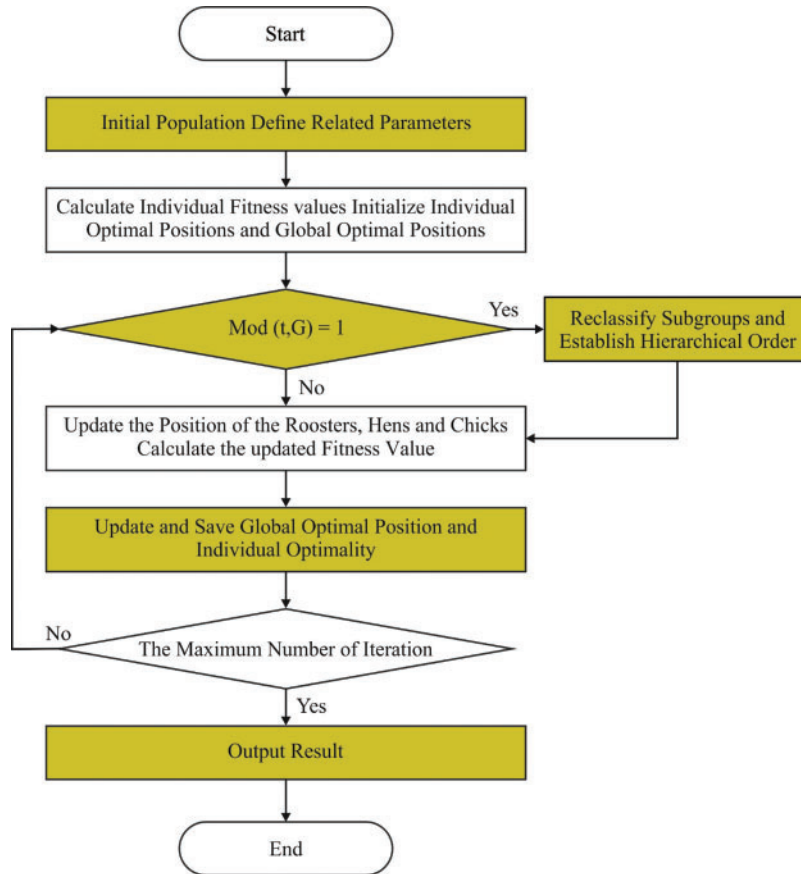 Start
Initial Population Define Related Parameters
Calculate Individual Fitness values Initialize Individual
Optimal Positions and Global Optimal Positions
Mod (t,G) = 1
Yes
Reclassify Subgroups and
Establish Hierarchical Order
No
Update the Position of the Roosters, Hens and Chicks
Calculate the updated Fitness Value
Update and Save Global Optimal Position and
Individual Optimality
No
The Maximum Number of Iteration
Yes
Output Result
End